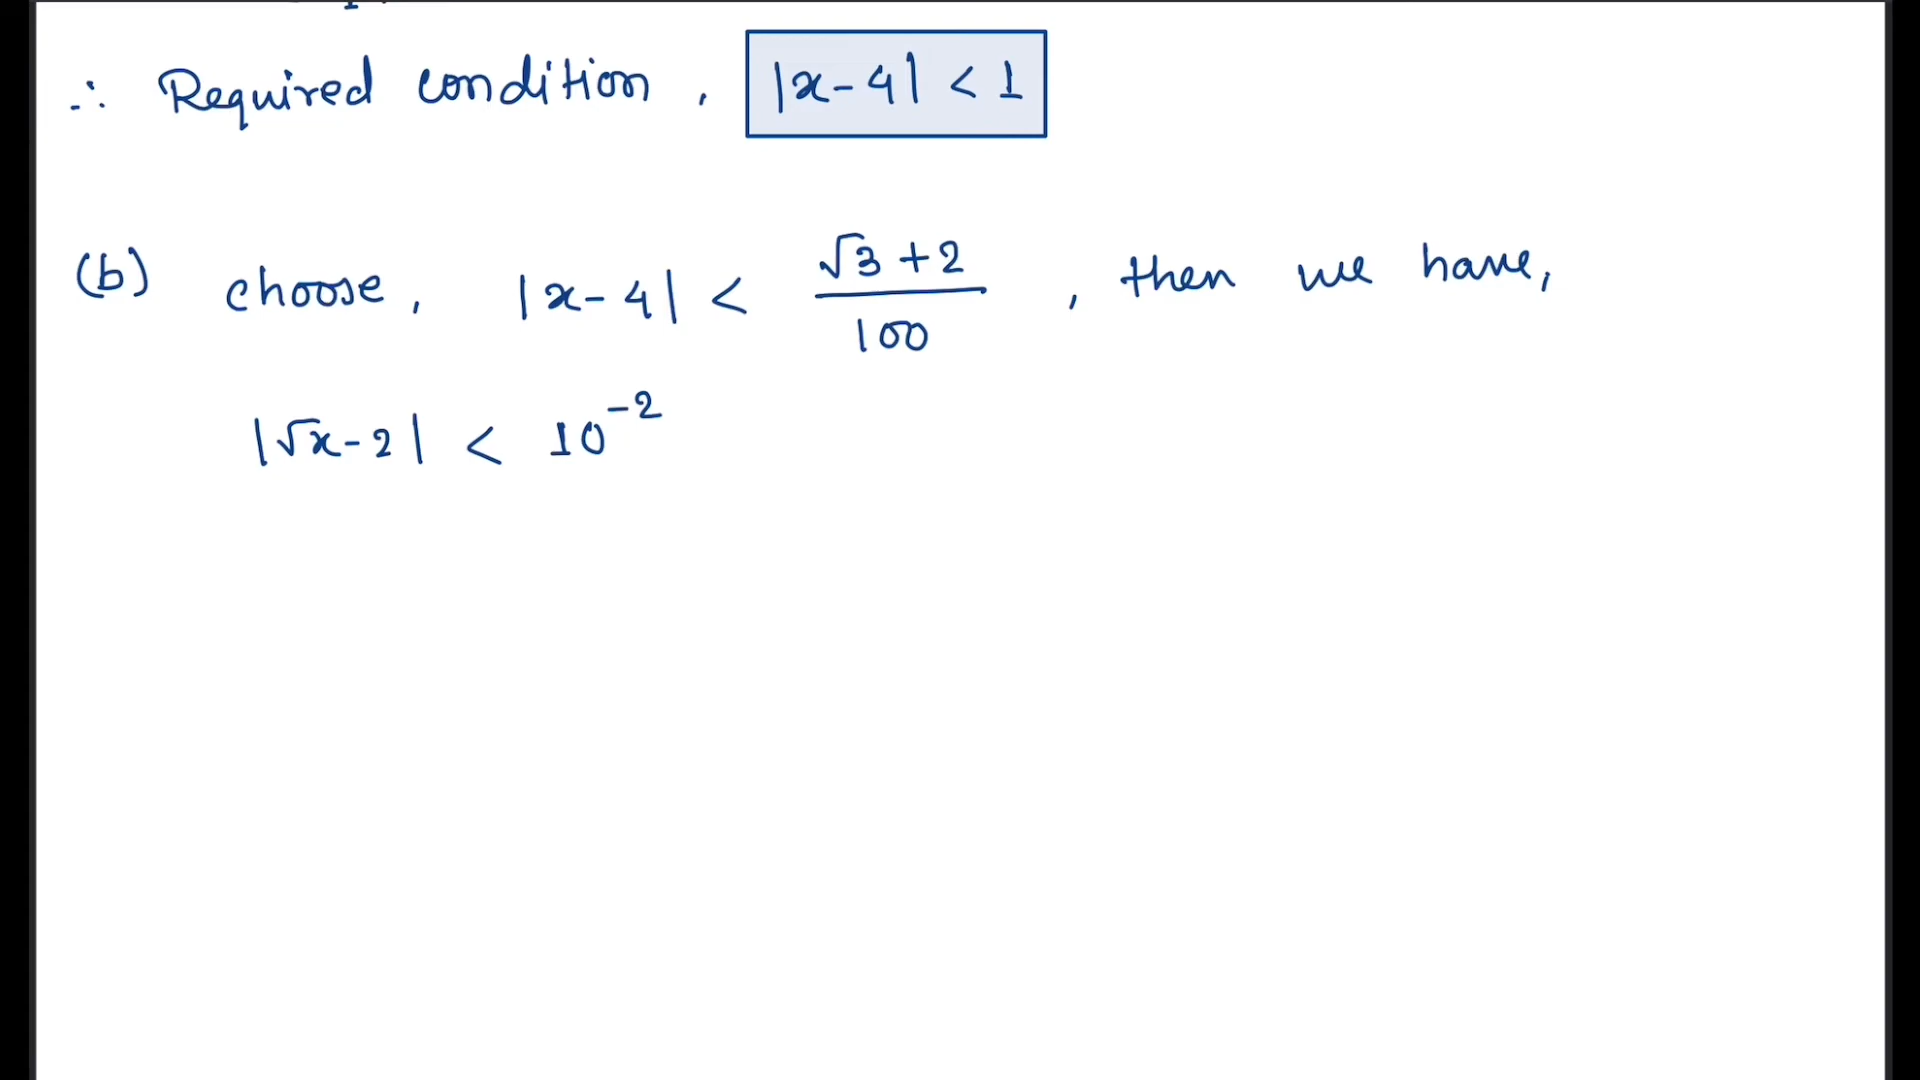 ∴ Required condition, |x-4| < 1
(b) choose, |x-4| < (√3+2)/100, then we have,
|√x-2| < 10^-2